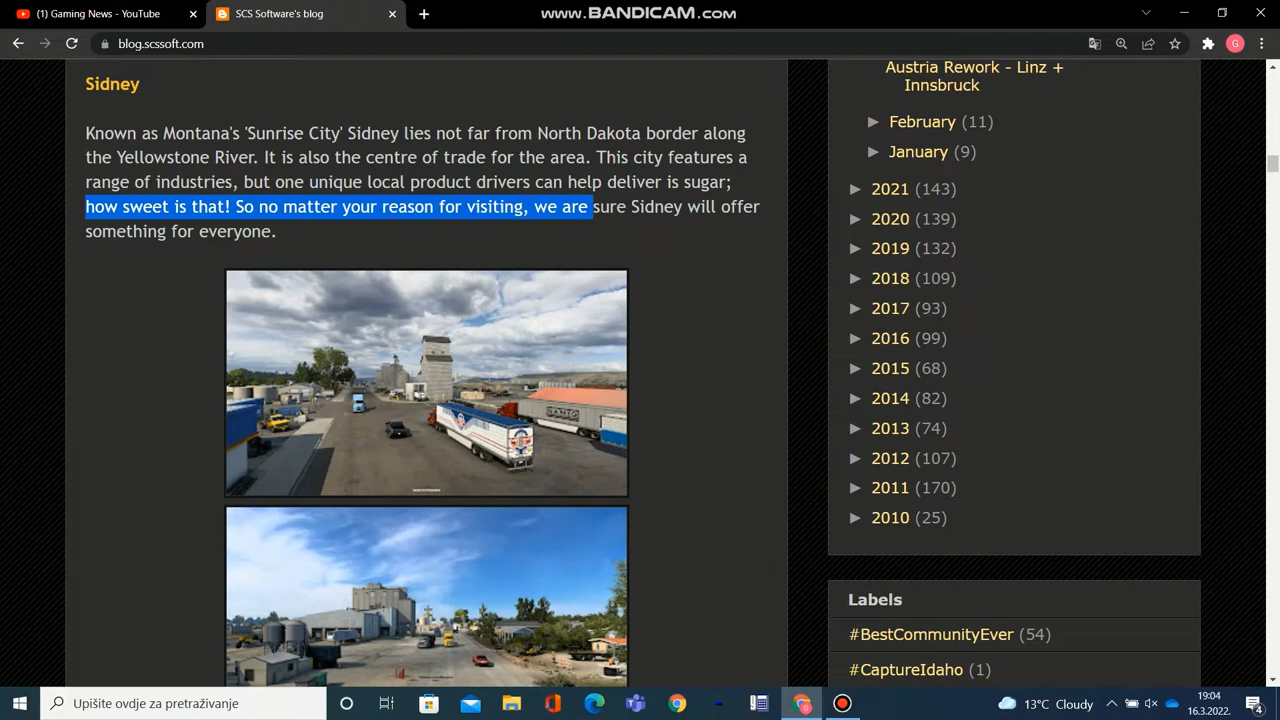 (1) Gaming News - YouTube
SCS Software's blog
www.BANDICAM.com
blog.scssoft.com
Sidney
Known as Montana's 'Sunrise City' Sidney lies not far from North Dakota border along
the Yellowstone River. It is also the centre of trade for the area. This city features a
range of industries, but one unique local product drivers can help deliver is sugar;
how sweet is that! So no matter your reason for visiting, we are sure Sidney will offer
something for everyone.
Austria Rework - Linz +
Innsbruck
February (11)
January (9)
2021 (143)
2020 (139)
2019 (132)
2018 (109)
2017 (93)
2016 (99)
2015 (68)
2014 (82)
2013 (74)
2012 (107)
2011 (170)
2010 (25)
Labels
#BestCommunityEver (54)
#CaptureIdaho (1)
Upišite ovdje za pretraživanje
13°C Cloudy
19:04
16.3.2022.
4